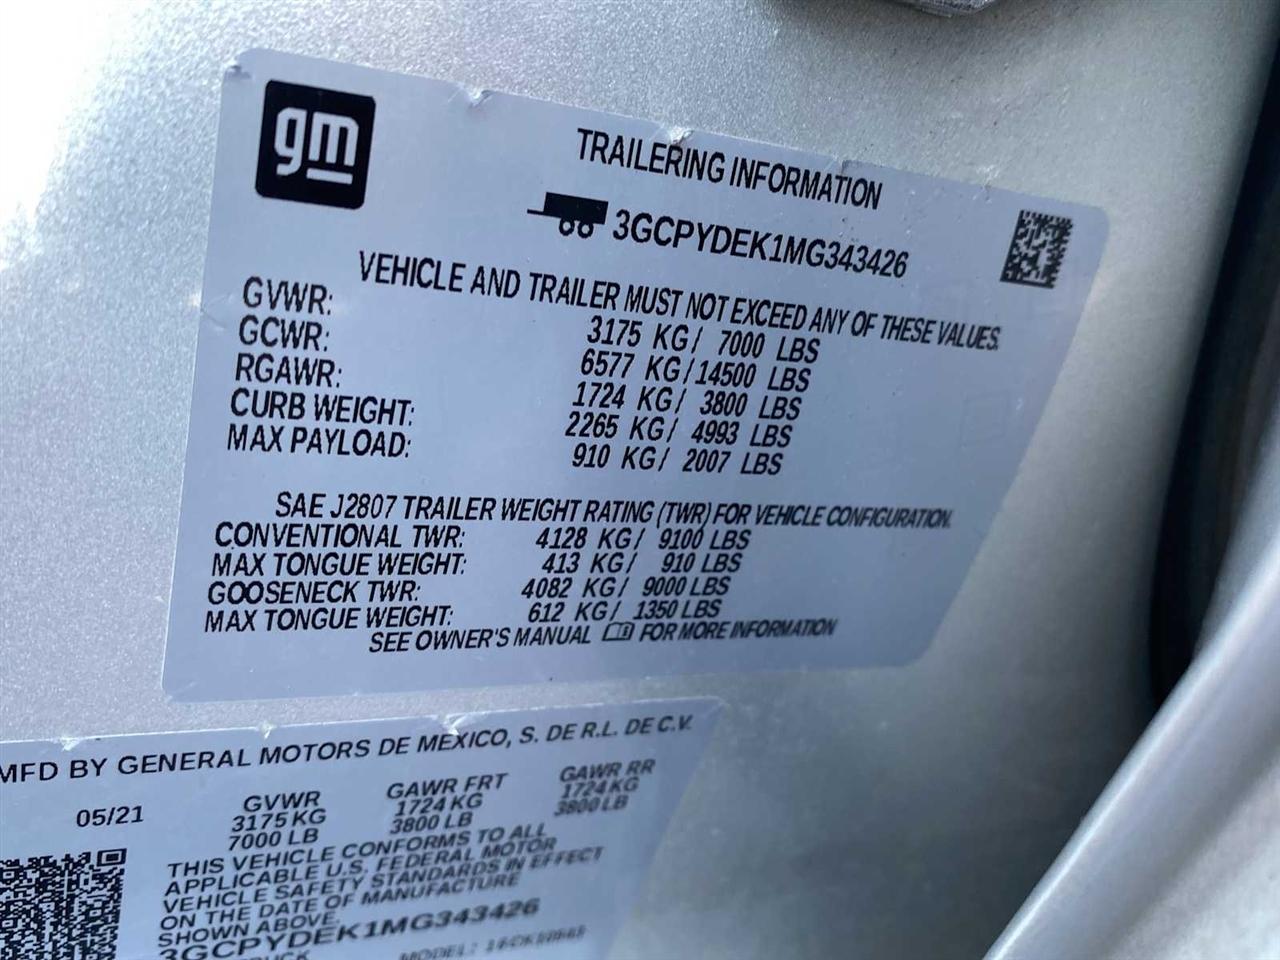 gm
TRAILERING INFORMATION
3GCPYDEK1MG343426
VEHICLE AND TRAILER MUST NOT EXCEED ANY OF THESE VALUES.
GVWR: 3175 KG/ 7000 LBS
GCWR: 6577 KG/14500 LBS
RGAWR: 1724 KG/ 3800 LBS
CURB WEIGHT: 2265 KG/ 4993 LBS
MAX PAYLOAD: 910 KG/ 2007 LBS
SAE J2807 TRAILER WEIGHT RATING (TWR) FOR VEHICLE CONFIGURATION.
CONVENTIONAL TWR: 4128 KG/ 9100 LBS
MAX TONGUE WEIGHT: 413 KG/ 910 LBS
GOOSENECK TWR: 4082 KG/ 9000 LBS
MAX TONGUE WEIGHT: 612 KG/ 1350 LBS
SEE OWNER'S MANUAL FOR MORE INFORMATION
MFD BY GENERAL MOTORS DE MEXICO, S. DE R.L. DE C.V.
05/21 GVWR GAWR FRT GAWR RR
3175 KG 1724 KG 1724 KG
7000 LB 3800 LB 3800 LB
THIS VEHICLE CONFORMS TO ALL
APPLICABLE U.S. FEDERAL MOTOR
VEHICLE SAFETY STANDARDS IN EFFECT
ON THE DATE OF MANUFACTURE
SHOWN ABOVE.
3GCPYDEK1MG343426
TRUCK MODEL: